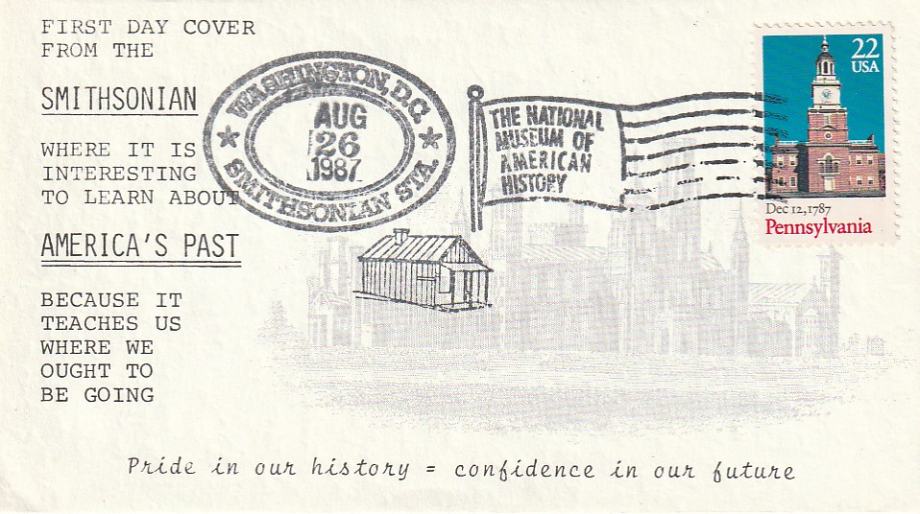 FIRST DAY COVER
FROM THE
SMITHSONIAN
WHERE IT IS
INTERESTING
TO LEARN ABOUT
AMERICA'S PAST
BECAUSE IT
TEACHES US
WHERE WE
OUGHT TO
BE GOING
WASHINGTON, D.C.
AUG
26
1987
SMITHSONIAN STA.
THE NATIONAL
MUSEUM OF
AMERICAN
HISTORY
22
USA
Dec 12, 1787
Pennsylvania
Pride in our history = confidence in our future